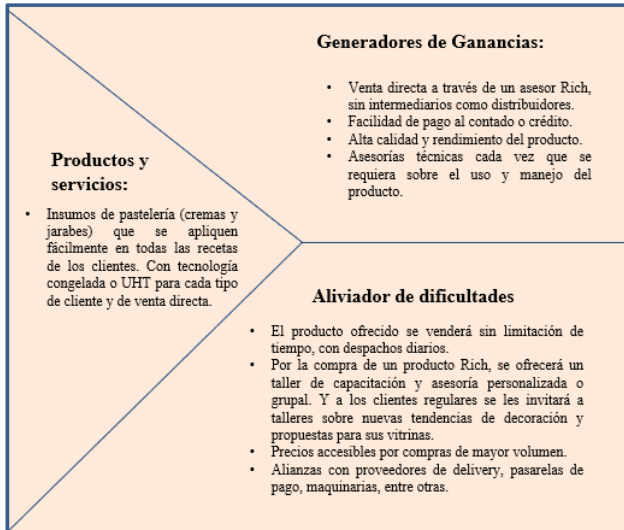 Generadores de Ganancias:
• Venta directa a través de un asesor Rich,
sin intermediarios como distribuidores.
• Facilidad de pago al contado o crédito.
• Alta calidad y rendimiento del producto.
• Asesorías técnicas cada vez que se
requiera sobre el uso y manejo del
producto.
Productos y
servicios:
• Insumos de pastelería (cremas y
jarabes) que se apliquen
fácilmente en todas las recetas
de los clientes. Con tecnología
congelada o UHT para cada tipo
de cliente y de venta directa.
Aliviador de dificultades
• El producto ofrecido se venderá sin limitación de
tiempo, con despachos diarios.
• Por la compra de un producto Rich, se ofrecerá un
taller de capacitación y asesoría personalizada o
grupal. Y a los clientes regulares se les invitará a
talleres sobre nuevas tendencias de decoración y
propuestas para sus vitrinas.
• Precios accesibles por compras de mayor volumen.
• Alianzas con proveedores de delivery, pasarelas de
pago, maquinarias, entre otras.